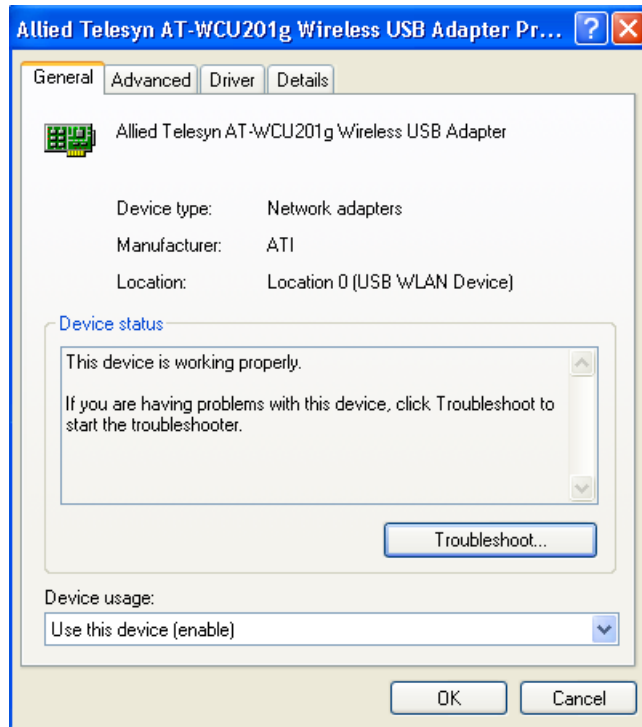 Allied Telesyn AT-WCU201g Wireless USB Adapter Pr...
General
Advanced
Driver
Details
Allied Telesyn AT-WCU201g Wireless USB Adapter
Device type:
Network adapters
Manufacturer:
ATI
Location:
Location 0 (USB WLAN Device)
Device status
This device is working properly.
If you are having problems with this device, click Troubleshoot to
start the troubleshooter.
Troubleshoot...
Device usage:
Use this device (enable)
OK
Cancel